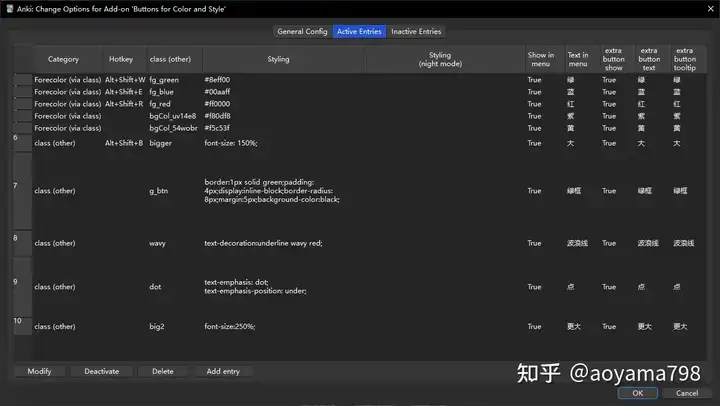 Anki: Change Options for Add-on 'Buttons for Color and Style'
General Config Active Entries Inactive Entries
Category Hotkey class (other) Styling Styling (night mode) Show in menu Text in menu extra button show extra button text extra button tooltip
Forecolor (via class) Alt+Shift+W fg_green #8eff00 True 绿 True 绿 绿
Forecolor (via class) Alt+Shift+E fg_blue #00aaff True 蓝 True 蓝 蓝
Forecolor (via class) Alt+Shift+R fg_red #ff0000 True 红 True 红 红
Forecolor (via class) bgCol_uv14e8 #f80df8 True 紫 True 紫 紫
Forecolor (via class) bgCol_54wobr #f5c53f True 黄 True 黄 黄
6 class (other) Alt+Shift+B bigger font-size: 150%; True 大 True 大 大
7 class (other) g_btn border:1px solid green;padding:
4px;display:inline-block;border-radius:
8px;margin:5px;background-color:black; True 绿框 True 绿框 绿框
8 class (other) wavy text-decoration:underline wavy red; True 波浪线 True 波浪线 波浪线
9 class (other) dot text-emphasis: dot;
text-emphasis-position: under; True 点 True 点 点
10 class (other) big2 font-size:250%; True 更大 True 更大 更大
Modify Deactivate Delete Add entry
知乎 @aoyama798
OK Cancel